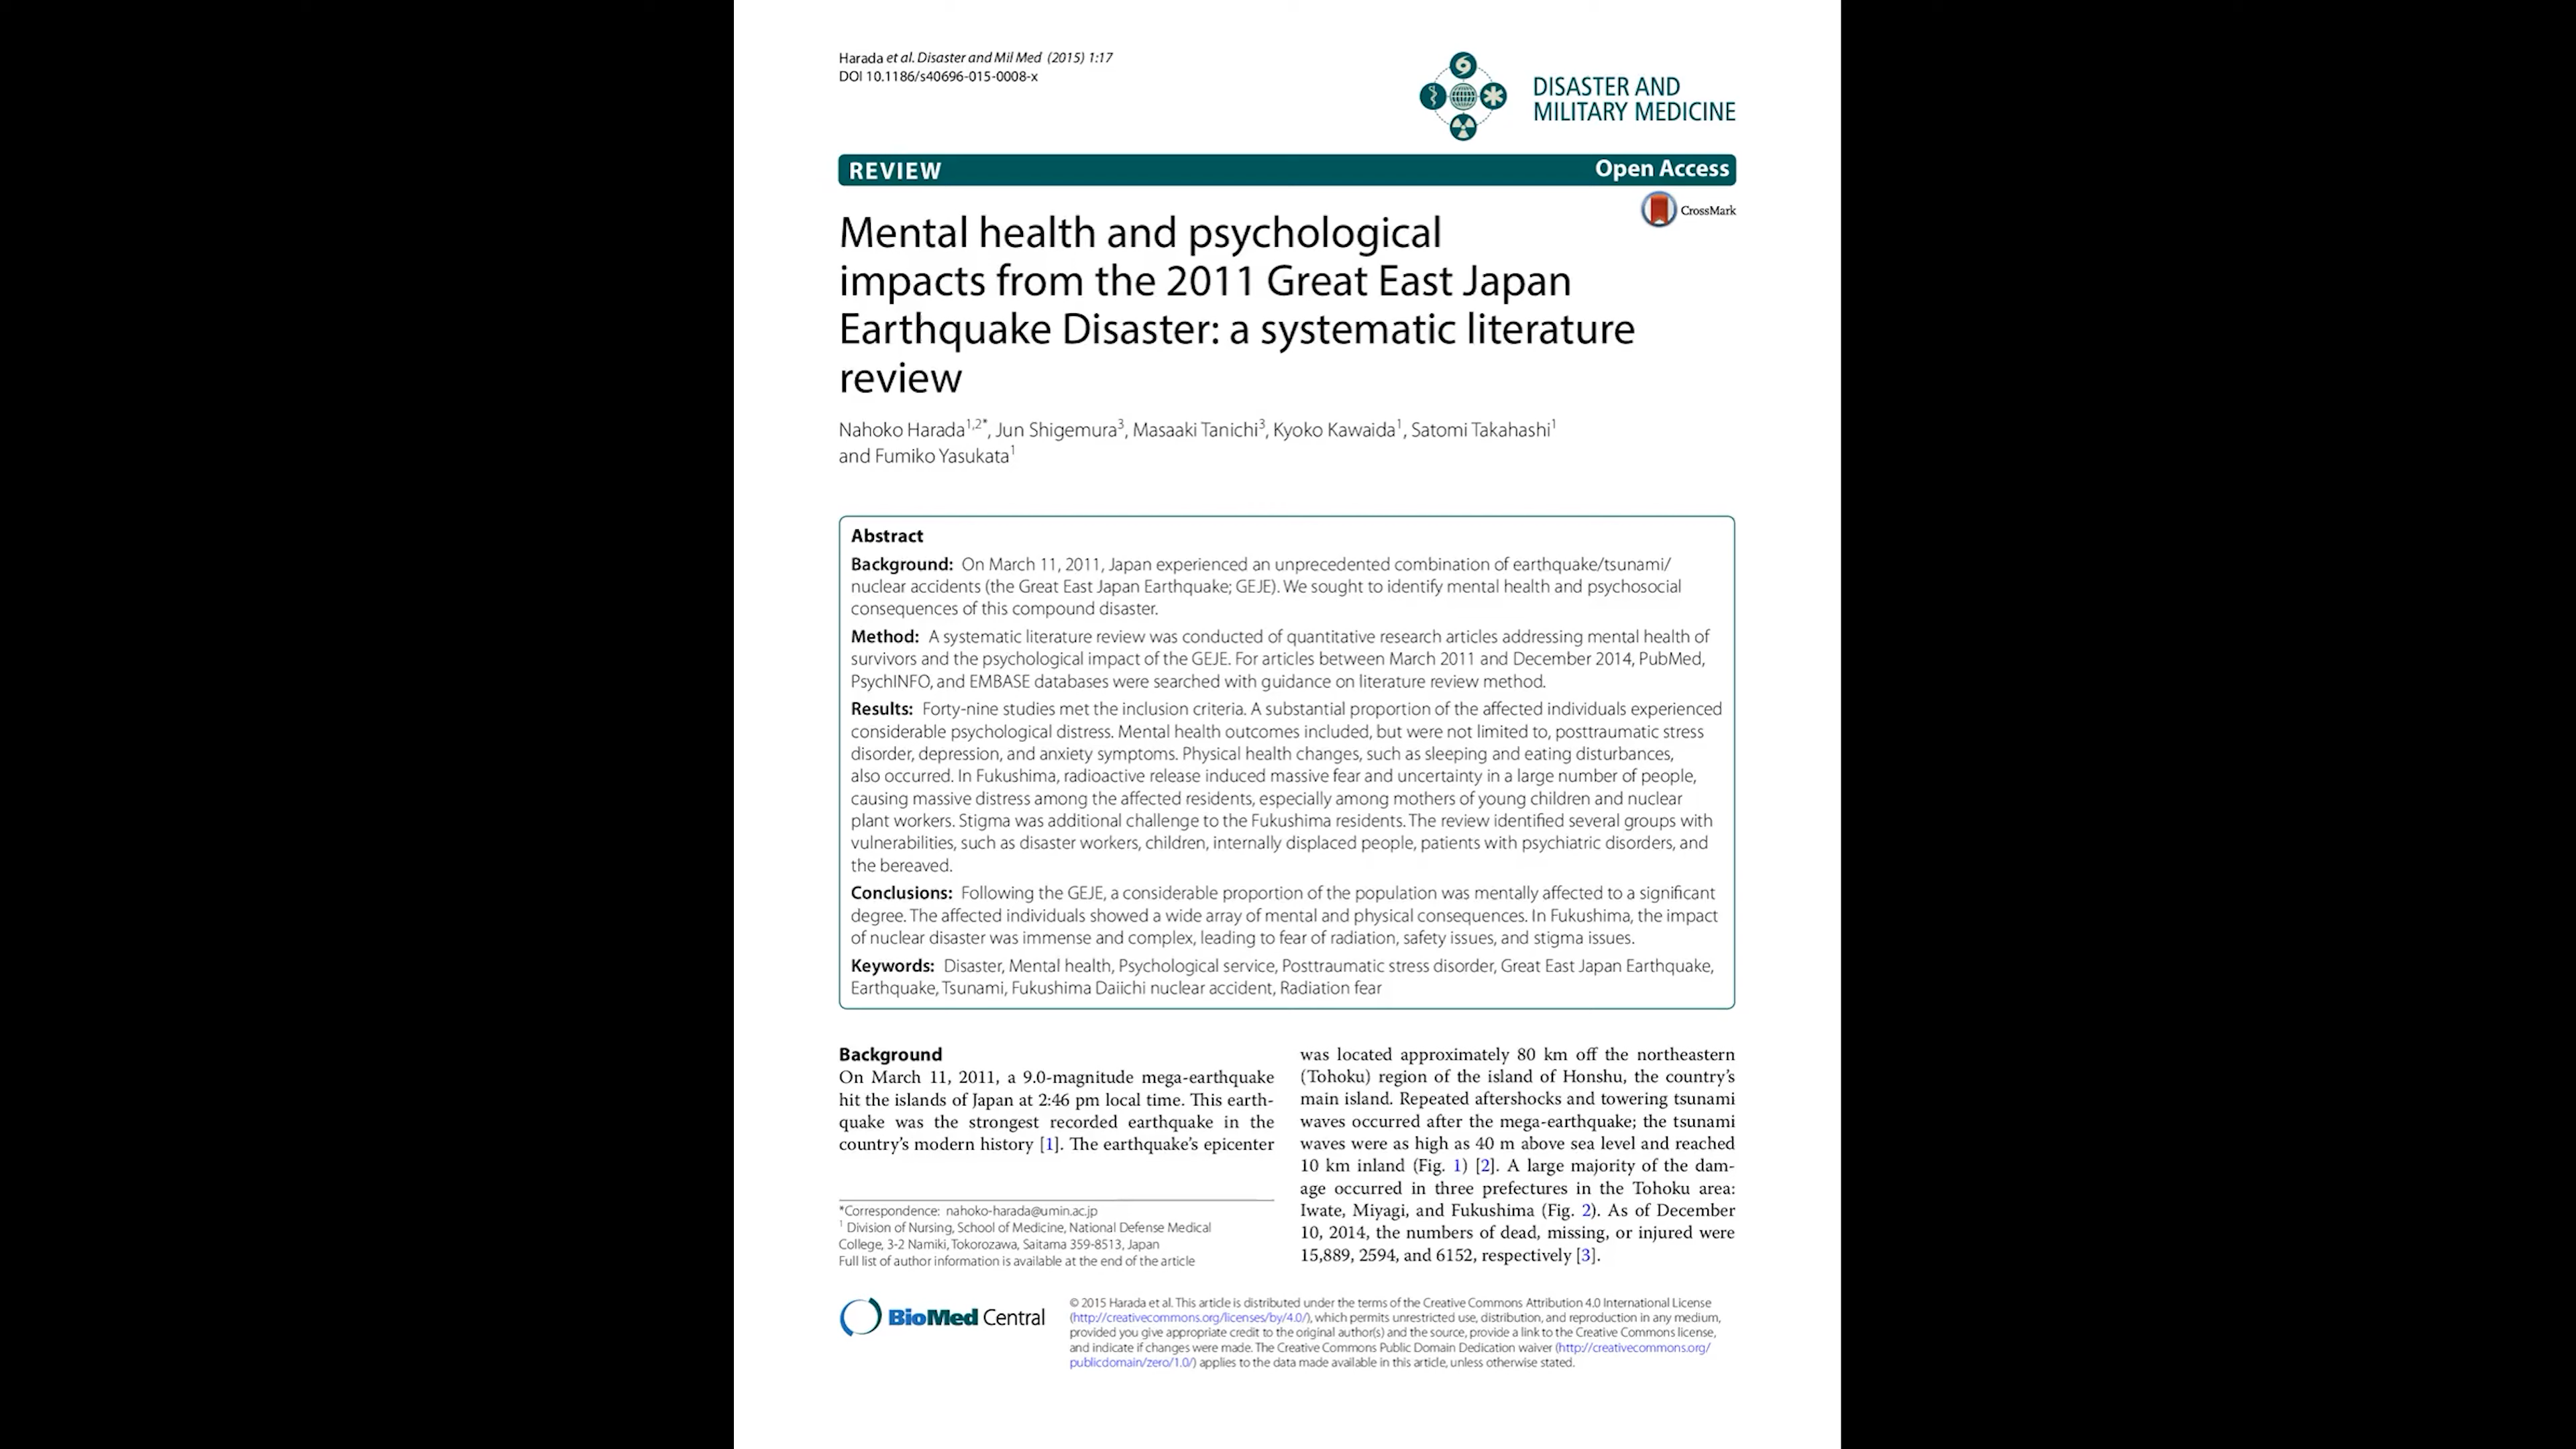 Harada et al. Disaster and Mil Med (2015) 1:17
DOI 10.1186/s40696-015-0008-x
DISASTER AND
MILITARY MEDICINE
REVIEW
Open Access
CrossMark
Mental health and psychological
impacts from the 2011 Great East Japan
Earthquake Disaster: a systematic literature
review
Nahoko Harada1,2*, Jun Shigemura3, Masaaki Tanichi3, Kyoko Kawaida1, Satomi Takahashi1
and Fumiko Yasukata1
Abstract
Background: On March 11, 2011, Japan experienced an unprecedented combination of earthquake/tsunami/
nuclear accidents (the Great East Japan Earthquake; GEJE). We sought to identify mental health and psychosocial
consequences of this compound disaster.
Method: A systematic literature review was conducted of quantitative research articles addressing mental health of
survivors and the psychological impact of the GEJE. For articles between March 2011 and December 2014, PubMed,
PsychINFO, and EMBASE databases were searched with guidance on literature review method.
Results: Forty-nine studies met the inclusion criteria. A substantial proportion of the affected individuals experienced
considerable psychological distress. Mental health outcomes included, but were not limited to, posttraumatic stress
disorder, depression, and anxiety symptoms. Physical health changes, such as sleeping and eating disturbances,
also occurred. In Fukushima, radioactive release induced massive fear and uncertainty in a large number of people,
causing massive distress among the affected residents, especially among mothers of young children and nuclear
plant workers. Stigma was additional challenge to the Fukushima residents. The review identified several groups with
vulnerabilities, such as disaster workers, children, internally displaced people, patients with psychiatric disorders, and
the bereaved.
Conclusions: Following the GEJE, a considerable proportion of the population was mentally affected to a significant
degree. The affected individuals showed a wide array of mental and physical consequences. In Fukushima, the impact
of nuclear disaster was immense and complex, leading to fear of radiation, safety issues, and stigma issues.
Keywords: Disaster, Mental health, Psychological service, Posttraumatic stress disorder, Great East Japan Earthquake,
Earthquake, Tsunami, Fukushima Daiichi nuclear accident, Radiation fear
Background
On March 11, 2011, a 9.0-magnitude mega-earthquake
hit the islands of Japan at 2:46 pm local time. This earth-
quake was the strongest recorded earthquake in the
country's modern history [1]. The earthquake's epicenter
was located approximately 80 km off the northeastern
(Tohoku) region of the island of Honshu, the country's
main island. Repeated aftershocks and towering tsunami
waves occurred after the mega-earthquake; the tsunami
waves were as high as 40 m above sea level and reached
10 km inland (Fig. 1) [2]. A large majority of the dam-
age occurred in three prefectures in the Tohoku area:
Iwate, Miyagi, and Fukushima (Fig. 2). As of December
10, 2014, the numbers of dead, missing, or injured were
15,889, 2594, and 6152, respectively [3].
*Correspondence: nahoko-harada@umin.ac.jp
1 Division of Nursing, School of Medicine, National Defense Medical
College, 3-2 Namiki, Tokorozawa, Saitama 359-8513, Japan
Full list of author information is available at the end of the article
BioMed Central
© 2015 Harada et al. This article is distributed under the terms of the Creative Commons Attribution 4.0 International License
(http://creativecommons.org/licenses/by/4.0/), which permits unrestricted use, distribution, and reproduction in any medium,
provided you give appropriate credit to the original author(s) and the source, provide a link to the Creative Commons license,
and indicate if changes were made. The Creative Commons Public Domain Dedication waiver (http://creativecommons.org/
publicdomain/zero/1.0/) applies to the data made available in this article, unless otherwise stated.